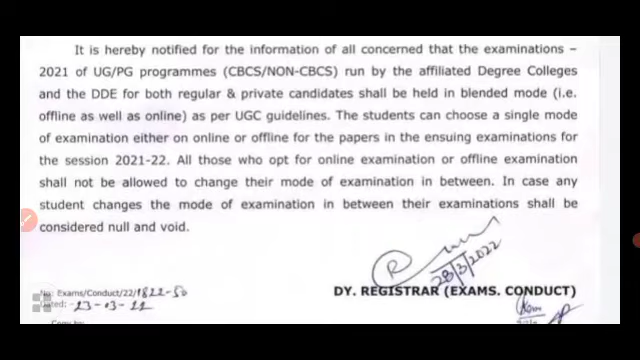 It is hereby notified for the information of all concerned that the examinations –
2021 of UG/PG programmes (CBCS/NON-CBCS) run by the affiliated Degree Colleges
and the DDE for both regular & private candidates shall be held in blended mode (i.e.
offline as well as online) as per UGC guidelines. The students can choose a single mode
of examination either on online or offline for the papers in the ensuing examinations for
the session 2021-22. All those who opt for online examination or offline examination
shall not be allowed to change their mode of examination in between. In case any
student changes the mode of examination in between their examinations shall be
considered null and void.
28/3/2022
DY. REGISTRAR (EXAMS. CONDUCT)
No: Exams/Conduct/22/1822-50
Dated: -23-03-22